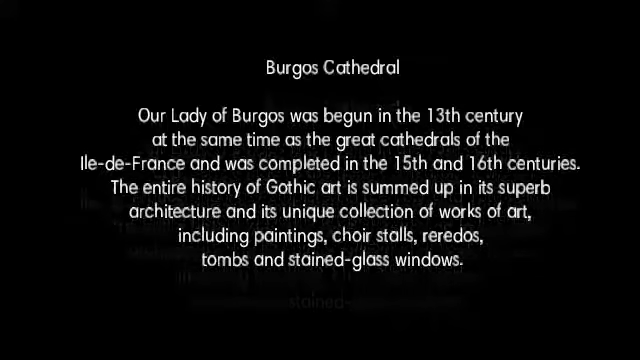 Burgos Cathedral
Our Lady of Burgos was begun in the 13th century
at the same time as the great cathedrals of the
Ile-de-France and was completed in the 15th and 16th centuries.
The entire history of Gothic art is summed up in its superb
architecture and its unique collection of works of art,
including paintings, choir stalls, reredos,
tombs and stained-glass windows.